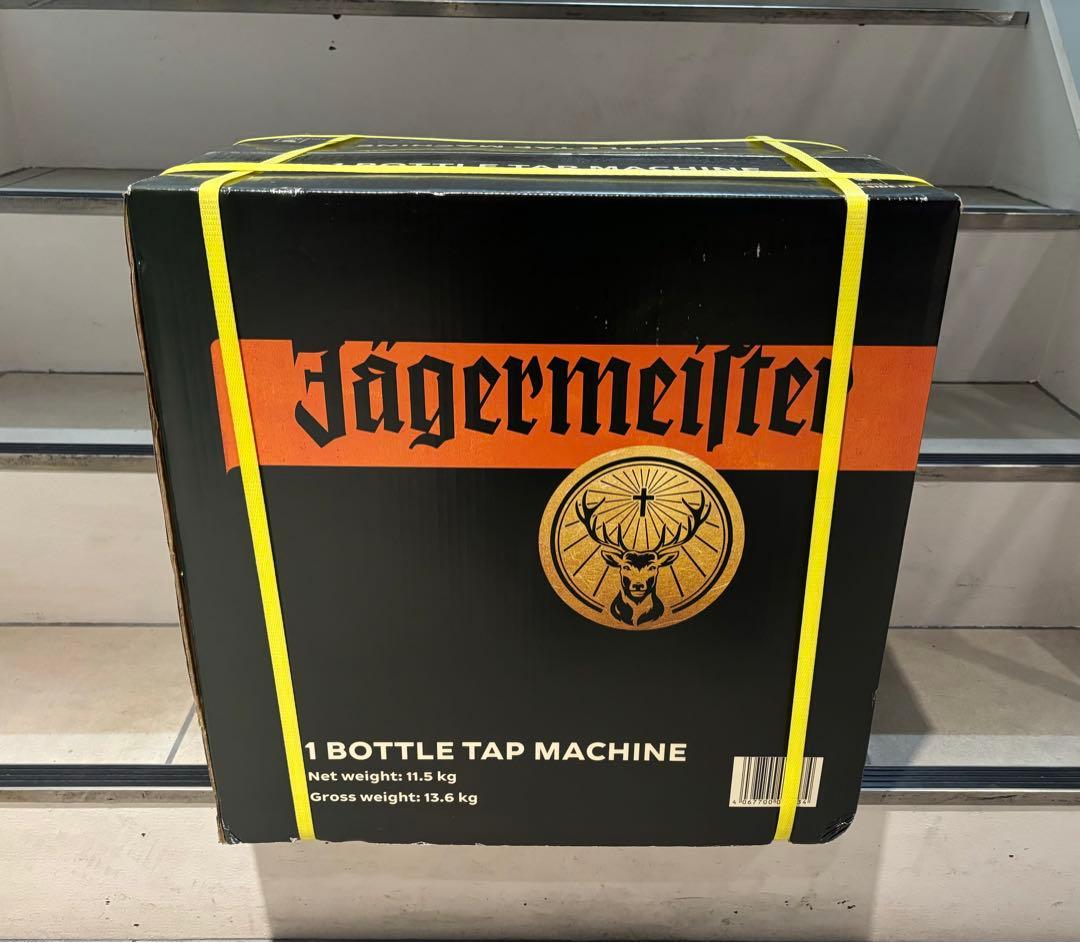 1 BOTTLE TAP MACHINE
Jägermeiſter
1 BOTTLE TAP MACHINE
Net weight: 11.5 kg
Gross weight: 13.6 kg